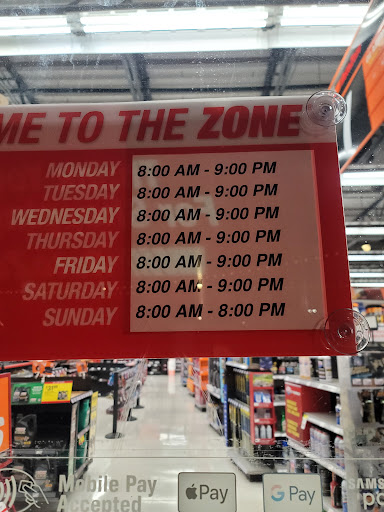 ME TO THE ZONE
MONDAY 8:00 AM - 9:00 PM
TUESDAY 8:00 AM - 9:00 PM
WEDNESDAY 8:00 AM - 9:00 PM
THURSDAY 8:00 AM - 9:00 PM
FRIDAY 8:00 AM - 9:00 PM
SATURDAY 8:00 AM - 9:00 PM
SUNDAY 8:00 AM - 8:00 PM
Mobile Pay
Accepted
Pay
G Pay
SAMS
pa